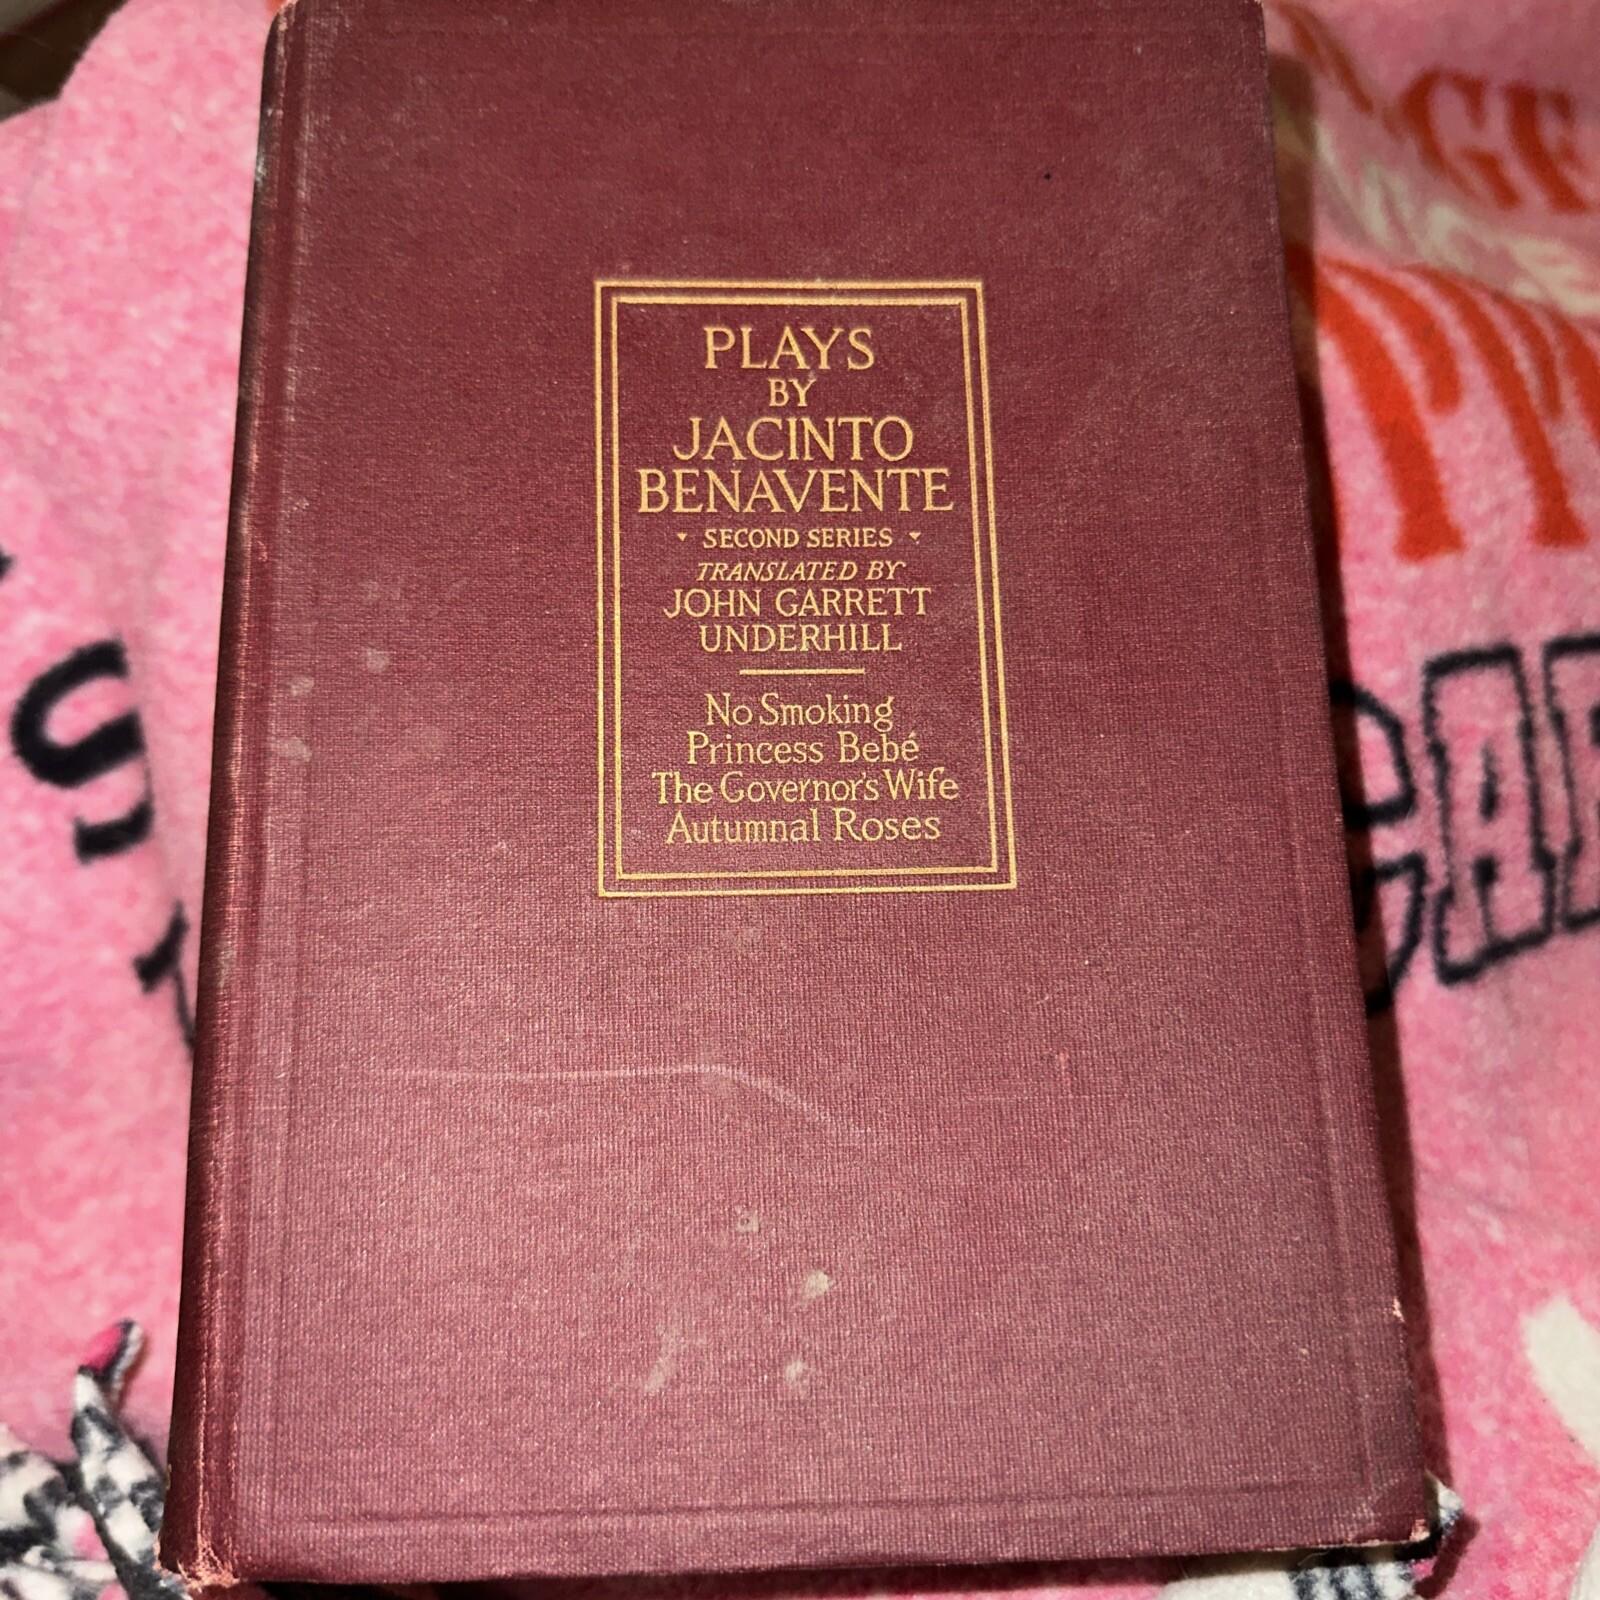 PLAYS
BY
JACINTO
BENAVENTE
SECOND SERIES
TRANSLATED BY
JOHN GARRETT
UNDERHILL
No Smoking
Princess Bebé
The Governor's Wife
Autumnal Roses